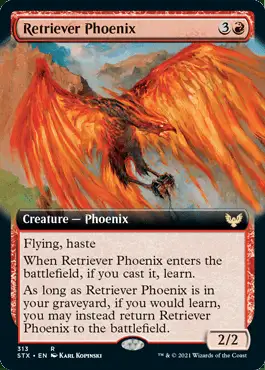 Retriever Phoenix 3
Creature — Phoenix
Flying, haste
When Retriever Phoenix enters the
battlefield, if you cast it, learn.
As long as Retriever Phoenix is in
your graveyard, if you would learn,
you may instead return Retriever
Phoenix to the battlefield.
2/2
313 R
STX • EN KARL KOPINSKI ™ & © 2021 Wizards of the Coast